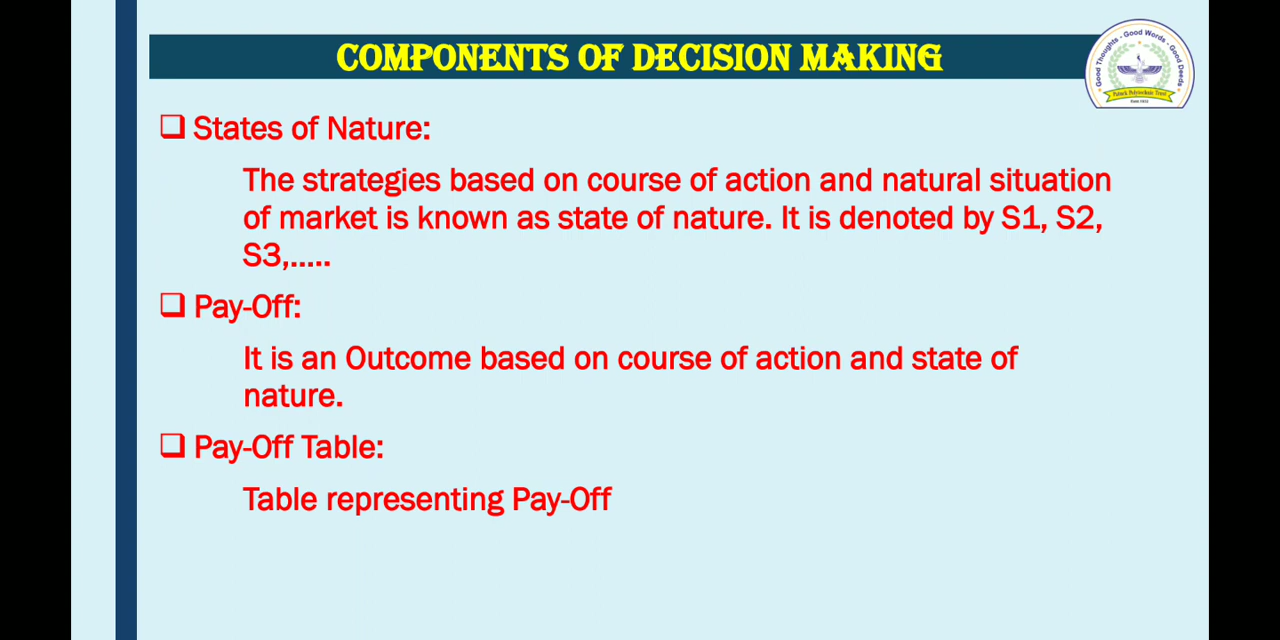 COMPONENTS OF DECISION MAKING
Good Thoughts - Good Words - Good Deeds
Patuck Polytechnic Trust
States of Nature:
The strategies based on course of action and natural situation
of market is known as state of nature. It is denoted by S1, S2,
S3,.....
Pay-Off:
It is an Outcome based on course of action and state of
nature.
Pay-Off Table:
Table representing Pay-Off